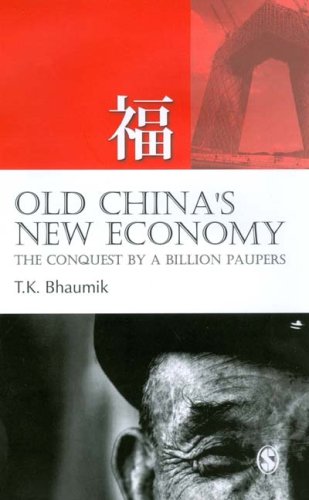 福
OLD CHINA'S
NEW ECONOMY
THE CONQUEST BY A BILLION PAUPERS
T.K. Bhaumik
S